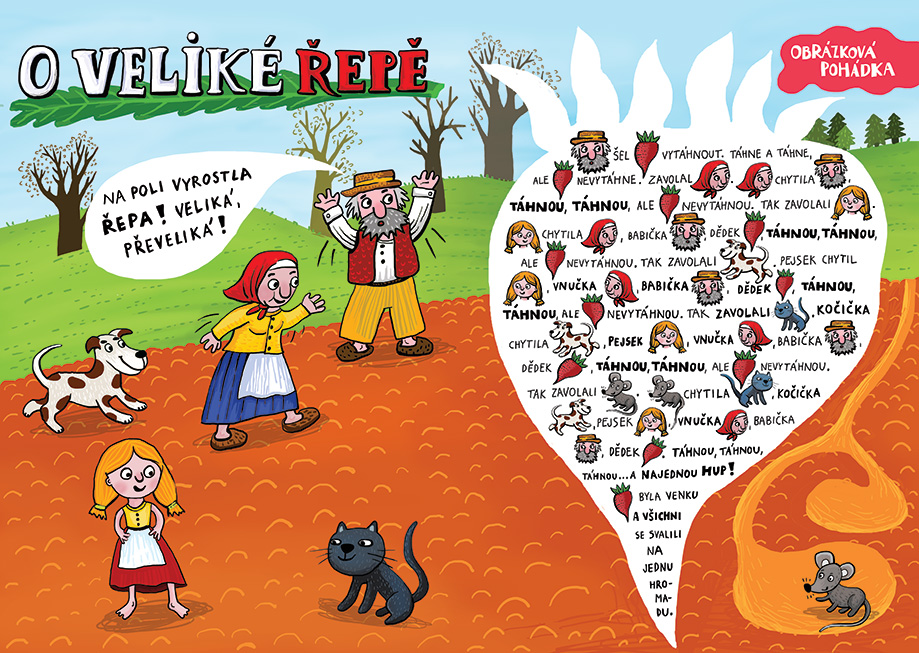 O VELIKÉ ŘEPĚ
OBRÁZKOVÁ
POHÁDKA
NA POLI VYROSTLA
ŘEPA! VELIKÁ,
PŘEVELIKÁ!
ŠEL VYTÁHNOUT. TÁHNE A TÁHNE,
ALE NEVYTÁHNE. ZAVOLAL CHYTILA
TÁHNOU, TÁHNOU, ALE NEVYTÁHNOU. TAK ZAVOLALI .
CHYTILA , BABIČKA DĚDEK TÁHNOU, TÁHNOU,
ALE NEVYTÁHNOU. TAK ZAVOLALI . PEJSEK CHYTIL
, VNUČKA , BABIČKA , DĚDEK , TÁHNOU,
TÁHNOU, ALE NEVYTÁHNOU. TAK ZAVOLALI , KOČIČKA
CHYTILA , PEJSEK , VNUČKA , BABIČKA ,
DĚDEK , TÁHNOU, TÁHNOU, ALE NEVYTÁHNOU.
TAK ZAVOLALI CHYTILA , KOČIČKA
, PEJSEK VNUČKA BABIČKA
, DĚDEK . TÁHNOU, TÁHNOU,
TÁHNOU...A NAJEDNOU HUP!
BYLA VENKU
A VŠICHNI
SE SVALILI
NA
JEDNU
HRO-
MA-
DU.